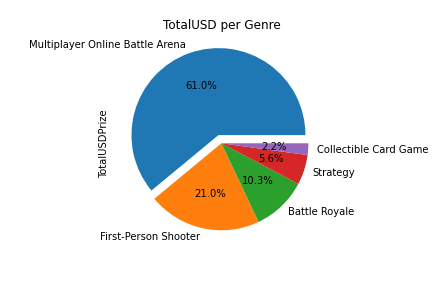 TotalUSD per Genre
Multiplayer Online Battle Arena
61.0%
TotalUSDPrize
2.2%
Collectible Card Game
5.6%
Strategy
10.3%
21.0%
Battle Royale
First-Person Shooter